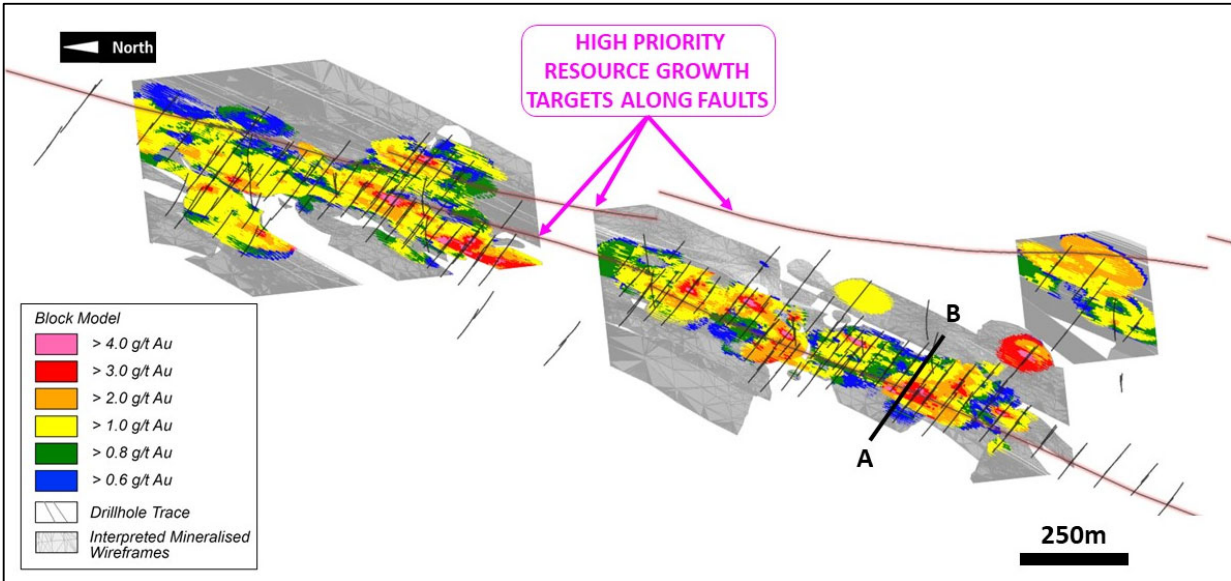 North
HIGH PRIORITY
RESOURCE GROWTH
TARGETS ALONG FAULTS
B
A
250m
Block Model
> 4.0 g/t Au
> 3.0 g/t Au
> 2.0 g/t Au
> 1.0 g/t Au
> 0.8 g/t Au
> 0.6 g/t Au
Drillhole Trace
Interpreted Mineralised
Wireframes